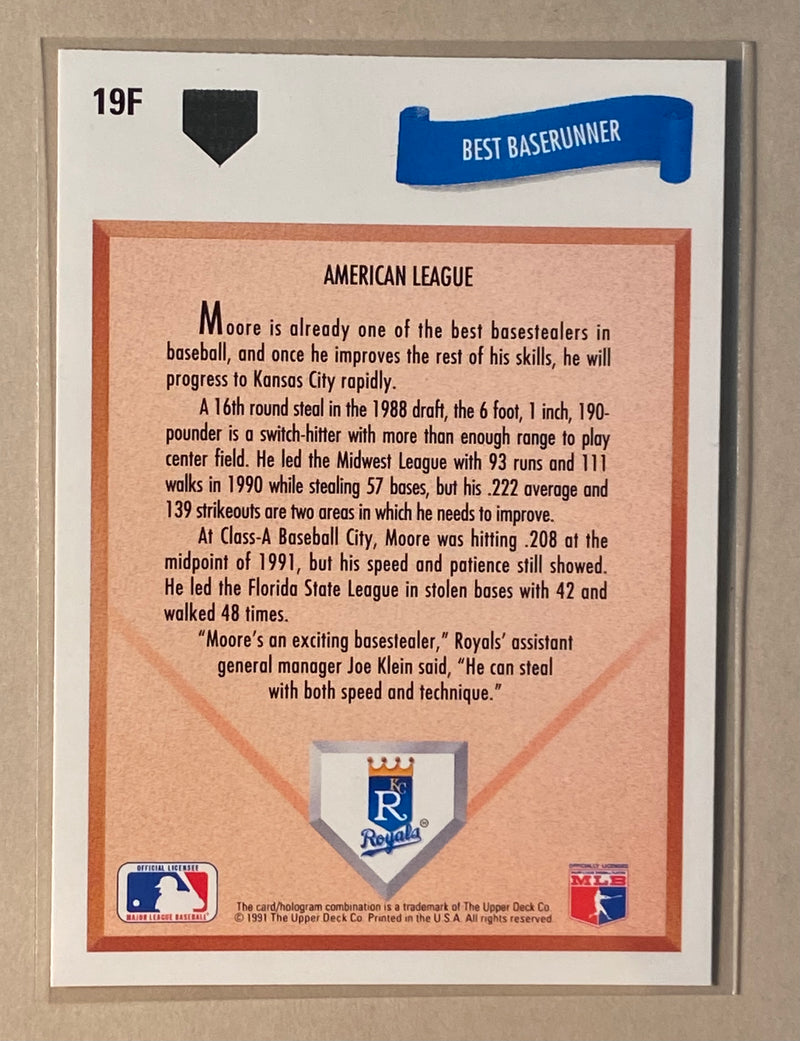 19F
BEST BASERUNNER
AMERICAN LEAGUE
Moore is already one of the best basestealers in
baseball, and once he improves the rest of his skills, he will
progress to Kansas City rapidly.
A 16th round steal in the 1988 draft, the 6 foot, 1 inch, 190-
pounder is a switch-hitter with more than enough range to play
center field. He led the Midwest League with 93 runs and 111
walks in 1990 while stealing 57 bases, but his .222 average and
139 strikeouts are two areas in which he needs to improve.
At Class-A Baseball City, Moore was hitting .208 at the
midpoint of 1991, but his speed and patience still showed.
He led the Florida State League in stolen bases with 42 and
walked 48 times.
“Moore’s an exciting basestealer,” Royals’ assistant
general manager Joe Klein said, “He can steal
with both speed and technique.”
KC
R
Royals®
OFFICIAL LICENSEE
MAJOR LEAGUE BASEBALL
The card/hologram combination is a trademark of The Upper Deck Co.
© 1991 The Upper Deck Co. Printed in the U.S.A. All rights reserved.
OFFICIALLY LICENSED
MLB